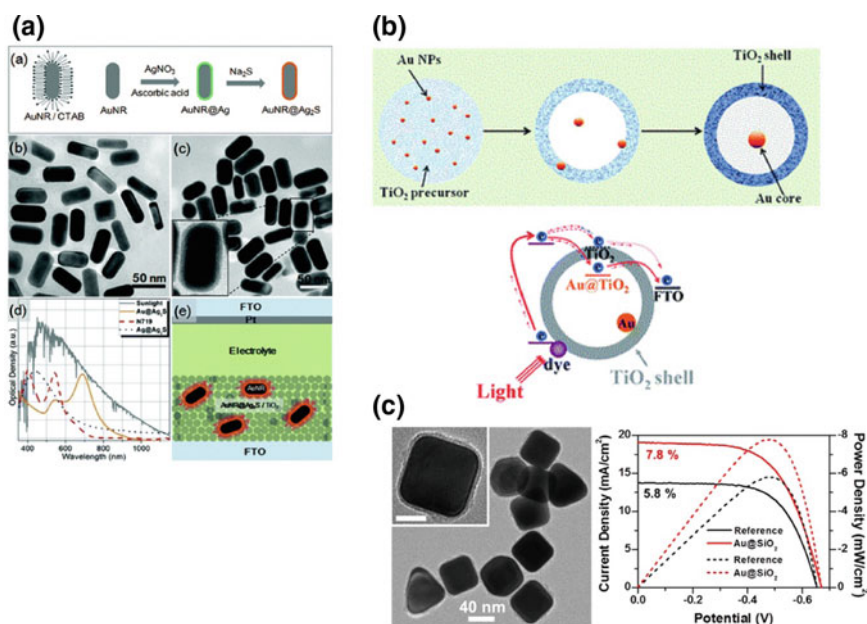 (a)
(a)
AgNO3
Na2S
Ascorbic acid
AuNR / CTAB
AuNR
AuNR@Ag
AuNR@Ag2S
(b)
50 nm
(c)
(d)
Sunlight
Au@Ag2S
N719
Ag@Ag2S
Optical Density (a.u.)
400 600 800 1000
Wavelength (nm)
(e)
FTO
Pt
Electrolyte
AuNR
AuNR@Ag2S / TiO2
FTO
(b)
Au NPs
TiO2 precursor
TiO2 shell
Au core
e
e
e
e
e
TiO2
Au@TiO2
FTO
Au
dye
Light
TiO2 shell
(c)
40 nm
20
15
10
5
0
Current Density (mA/cm2)
7.8 %
5.8 %
Reference
Au@SiO2
Reference
Au@SiO2
0.0 -0.2 -0.4 -0.6
Potential (V)
-8
-6
-4
-2
0
Power Density (mW/cm2)